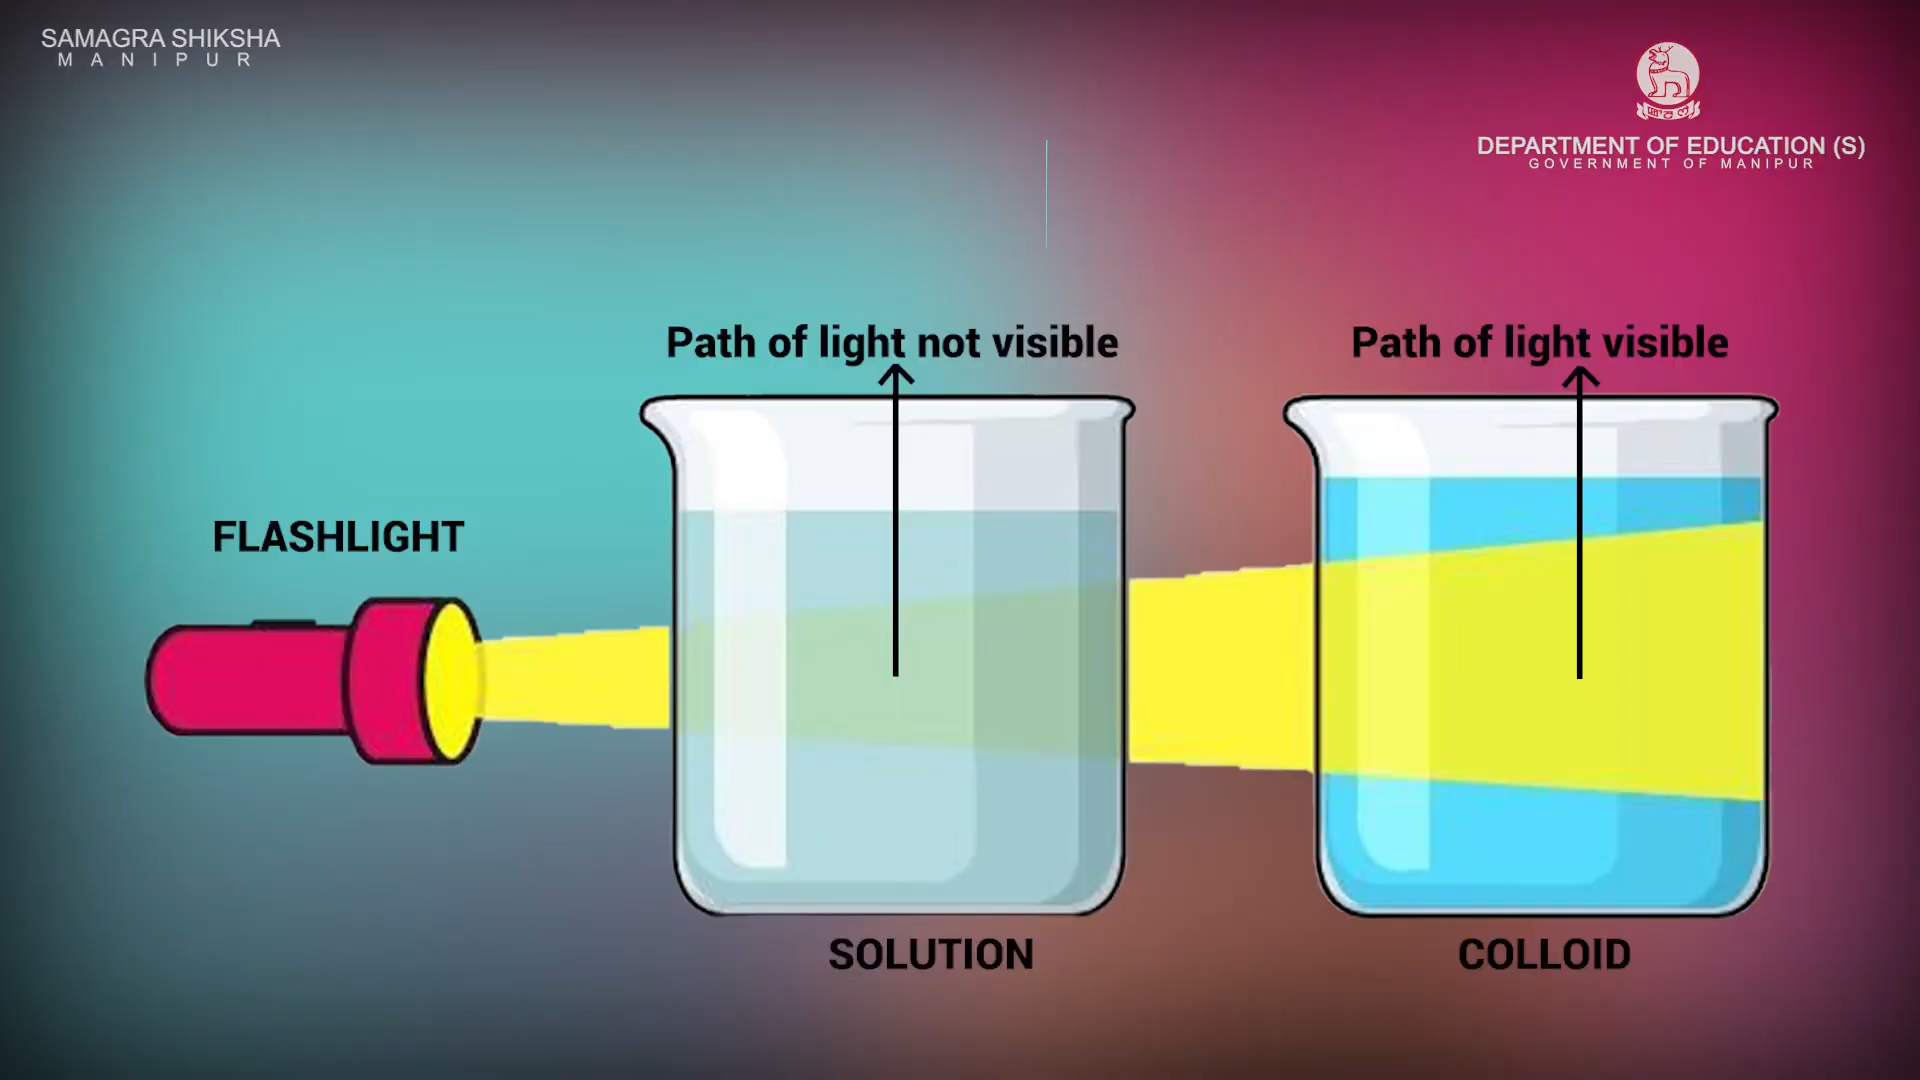 SAMAGRA SHIKSHA
MANIPUR
DEPARTMENT OF EDUCATION (S)
GOVERNMENT OF MANIPUR
Path of light not visible
Path of light visible
FLASHLIGHT
SOLUTION
COLLOID